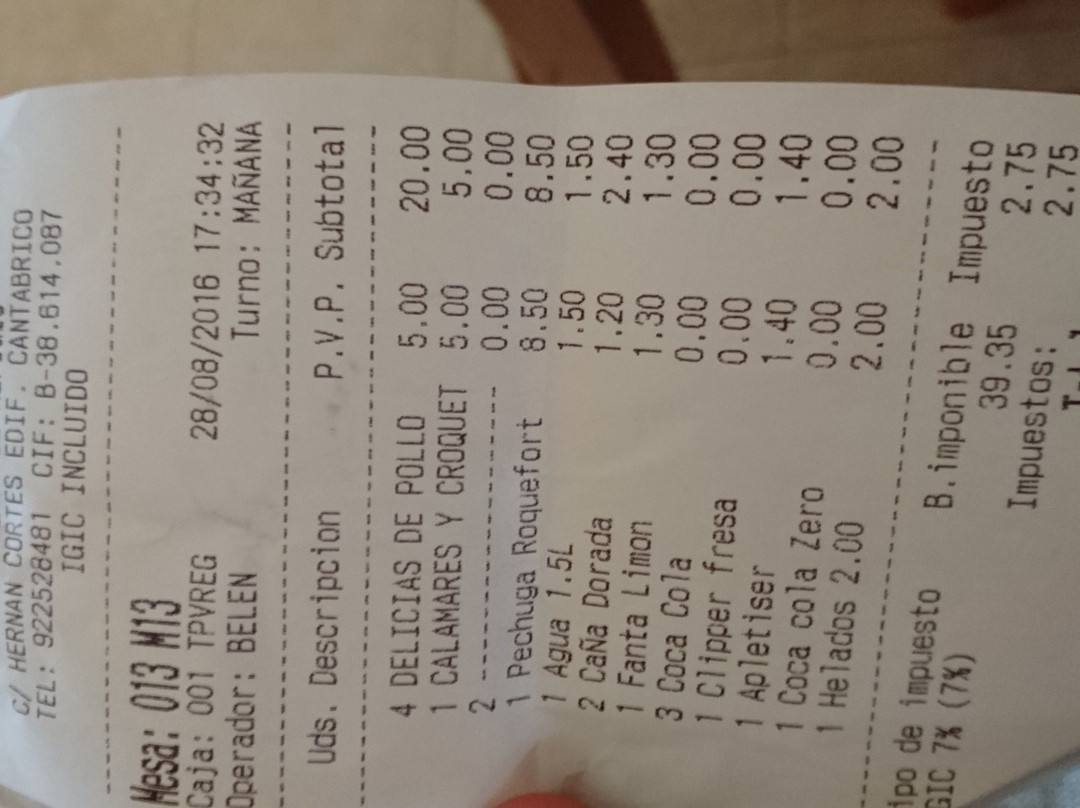 C/ HERNAN CORTES EDIF. CANTABRICO
TEL: 922528481 CIF: B-38.614.087
IGIC INCLUIDO
Mesa: 013 M13
Caja: 001 TPVREG 28/08/2016 17:34:32
Operador: BELEN Turno: MAÑANA
Uds. Descripcion P.V.P. Subtotal
4 DELICIAS DE POLLO 5.00 20.00
1 CALAMARES Y CROQUET 5.00 5.00
2 --------------------- 0.00 0.00
1 Pechuga Roquefort 8.50 8.50
1 Agua 1.5L 1.50 1.50
2 CaÑa Dorada 1.20 2.40
1 Fanta Limon 1.30 1.30
3 Coca Cola 0.00 0.00
1 Clipper fresa 0.00 0.00
1 Apletiser 1.40 1.40
1 Coca cola Zero 0.00 0.00
1 Helados 2.00 2.00 2.00
ipo de impuesto B.imponible Impuesto
GIC 7% (7%) 39.35 2.75
Impuestos: 2.75